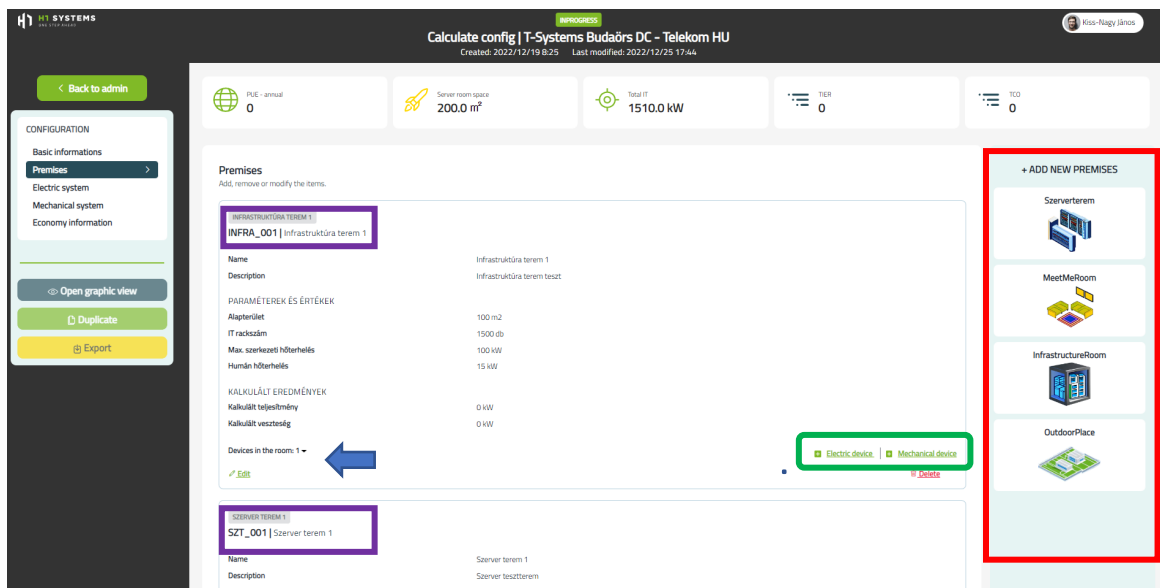 H1 SYSTEMS
ONE STEP AHEAD
INPROGRESS
Calculate config | T-Systems Budaörs DC - Telekom HU
Created: 2022/12/19 8:25 Last modified: 2022/12/25 17:44
Kiss-Nagy János
< Back to admin
CONFIGURATION
Basic informations
Premises >
Electric system
Mechanical system
Economy information
Open graphic view
Duplicate
Export
PUE - annual
0
Server room space
200.0 m²
Total IT
1510.0 kW
TIER
0
TCO
0
Premises
Add, remove or modify the items.
INFRASTRUKTÚRA TEREM 1
INFRA_001 | Infrastruktúra terem 1
Name Infrastruktúra terem 1
Description Infrastruktúra terem teszt
PARAMÉTEREK ÉS ÉRTÉKEK
Alapterület 100 m2
IT rackszám 1500 db
Max. szerkezeti hőterhelés 100 kW
Humán hőterhelés 15 kW
KALKULÁLT EREDMÉNYEK
Kalkulált teljesítmény 0 kW
Kalkulált veszteség 0 kW
Devices in the room: 1
Electric device | Mechanical device
Edit
Delete
SZERVER TEREM 1
SZT_001 | Szerver terem 1
Name Szerver terem 1
Description Szerver tesztterem
+ ADD NEW PREMISES
Szerverterem
MeetMeRoom
InfrastructureRoom
OutdoorPlace